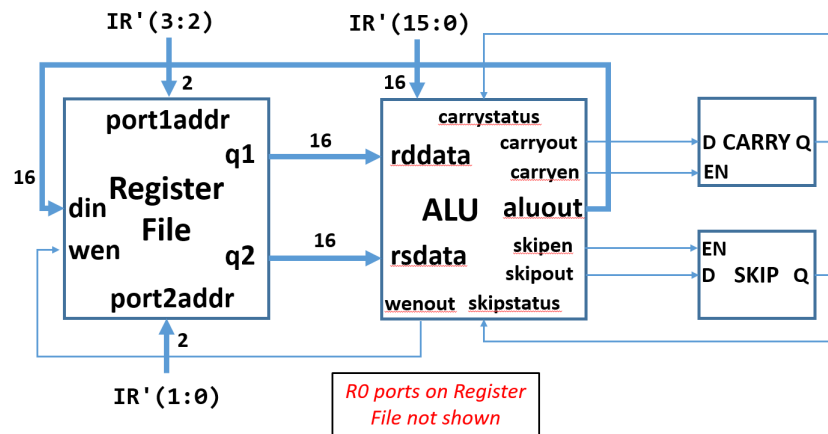 IR'(3:2)
IR'(15:0)
2
16
port1addr
carrystatus
q1
16
rddata
carryout
D CARRY Q
carryen
EN
16
Register
File
din
ALU
aluout
wen
q2
16
rsdata
skipen
EN
skipout
D SKIP Q
port2addr
wenout
skipstatus
2
IR'(1:0)
R0 ports on Register
File not shown